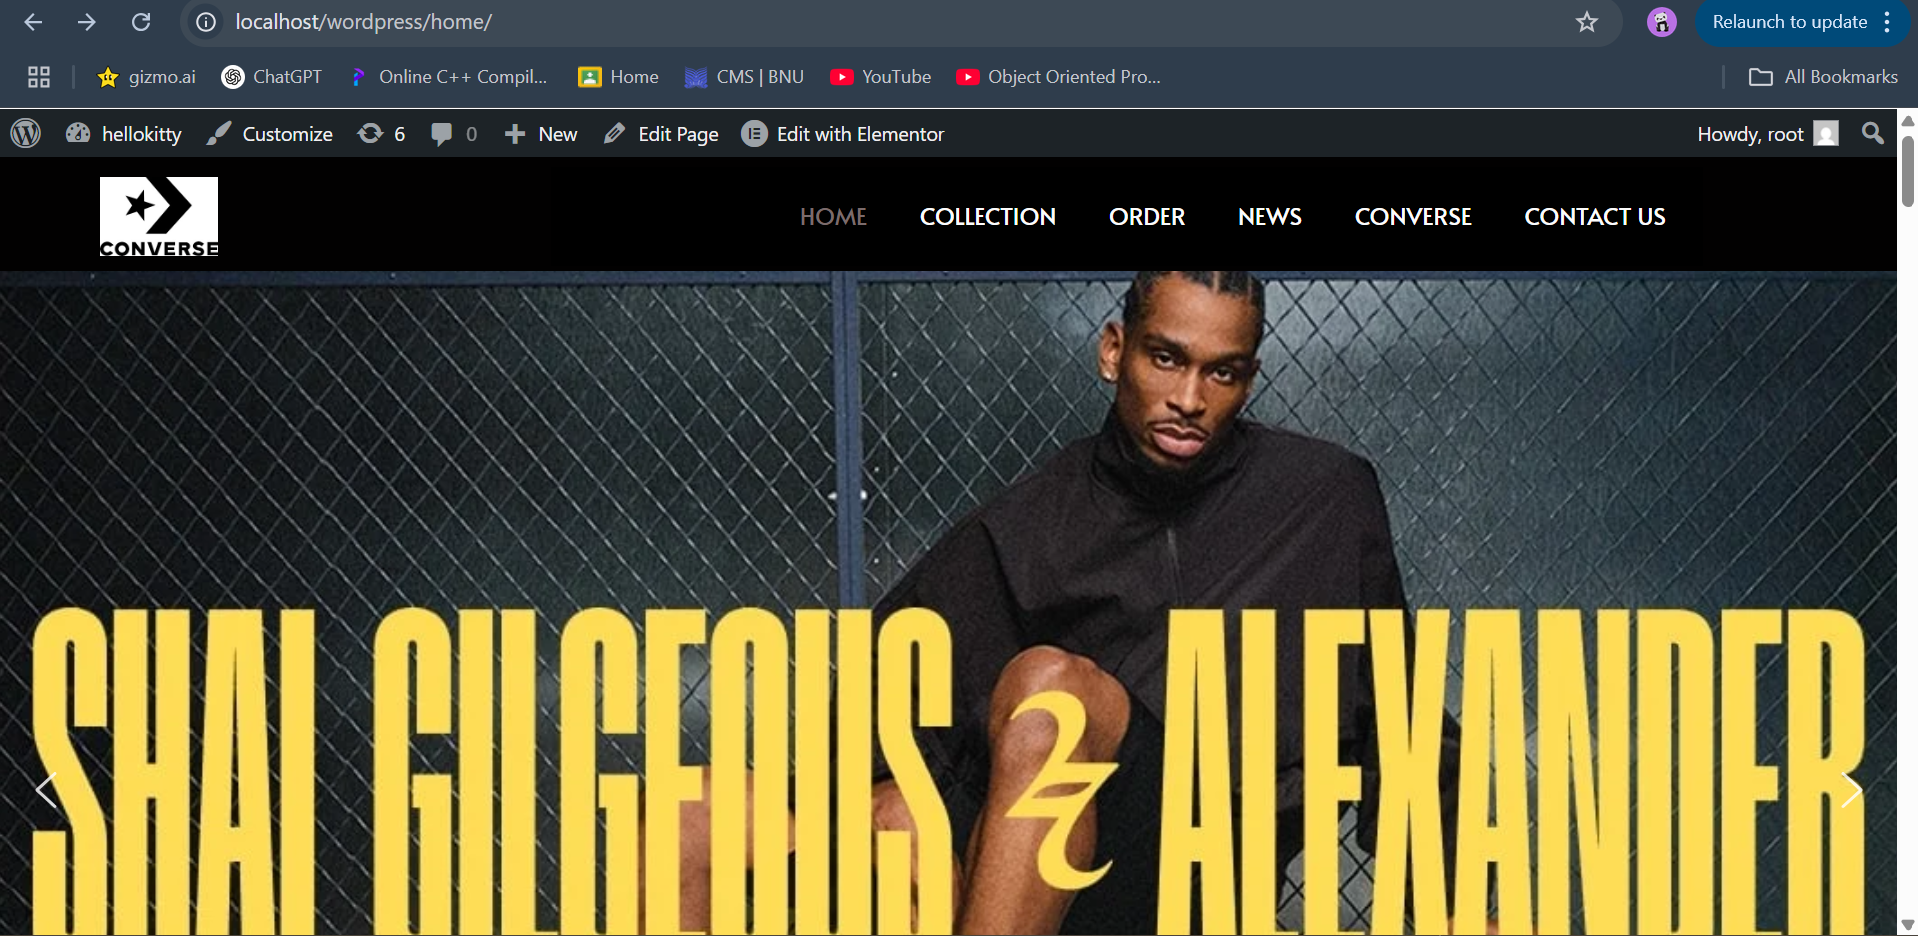 localhost/wordpress/home/
Relaunch to update
gizmo.ai ChatGPT Online C++ Compil... Home CMS | BNU YouTube Object Oriented Pro... All Bookmarks
hellokitty Customize 6 0 New Edit Page Edit with Elementor Howdy, root
CONVERSE
HOME COLLECTION ORDER NEWS CONVERSE CONTACT US
SHAI GILGEOUS ALEXANDER